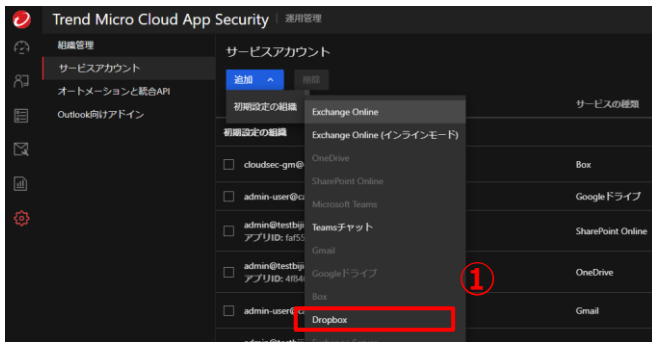 Trend Micro Cloud App Security 運用管理
組織管理
サービスアカウント
オートメーションと統合API
Outlook向けアドイン
サービスアカウント
追加
削除
初期設定の組織
サービスの種類
初期設定の組織
Exchange Online
Exchange Online (インラインモード)
OneDrive
SharePoint Online
Microsoft Teams
Teamsチャット
Gmail
Googleドライブ
Box
Dropbox
①
cloudsec-gm@
Box
admin-user@c
Googleドライブ
admin@testbiji
アプリID: faf55
SharePoint Online
admin@testbiji
アプリID: 4f84
OneDrive
admin-user@c
Gmail